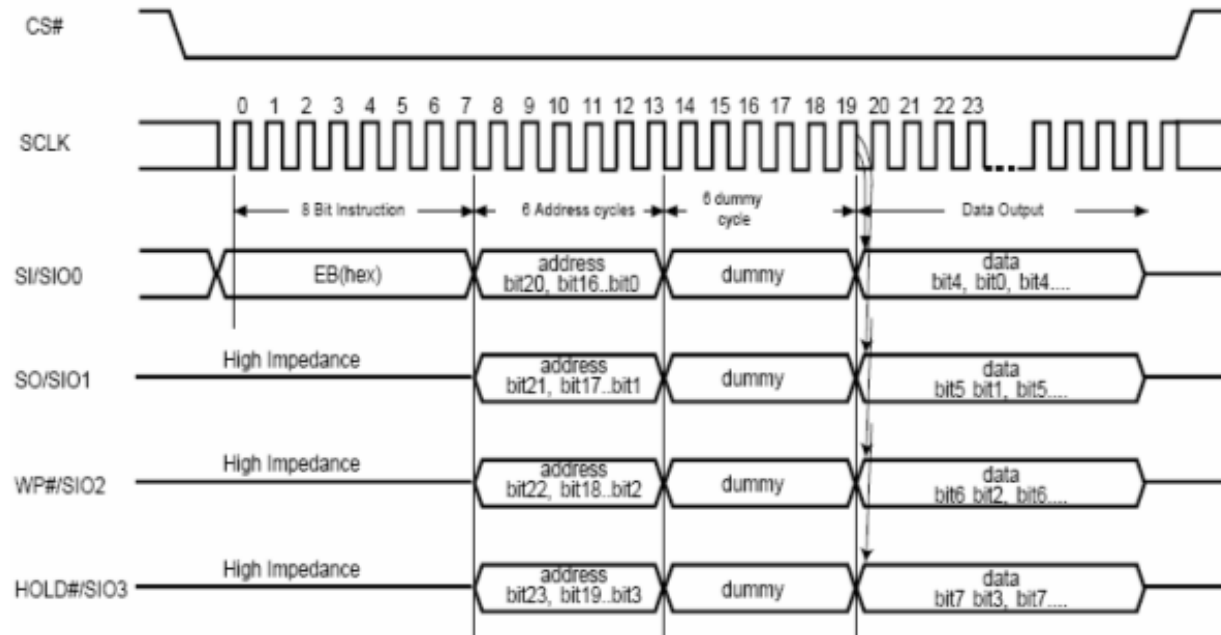 CS#
0 1 2 3 4 5 6 7 8 9 10 11 12 13 14 15 16 17 18 19 20 21 22 23
SCLK
8 Bit Instruction
6 Address cycles
6 dummy
cycle
Data Output
SI/SIO0
EB(hex)
address
bit20, bit16..bit0
dummy
data
bit4, bit0, bit4....
SO/SIO1
High Impedance
address
bit21, bit17..bit1
dummy
data
bit5 bit1, bit5....
WP#/SIO2
High Impedance
address
bit22, bit18..bit2
dummy
data
bit6 bit2, bit6....
HOLD#/SIO3
High Impedance
address
bit23, bit19..bit3
dummy
data
bit7 bit3, bit7....